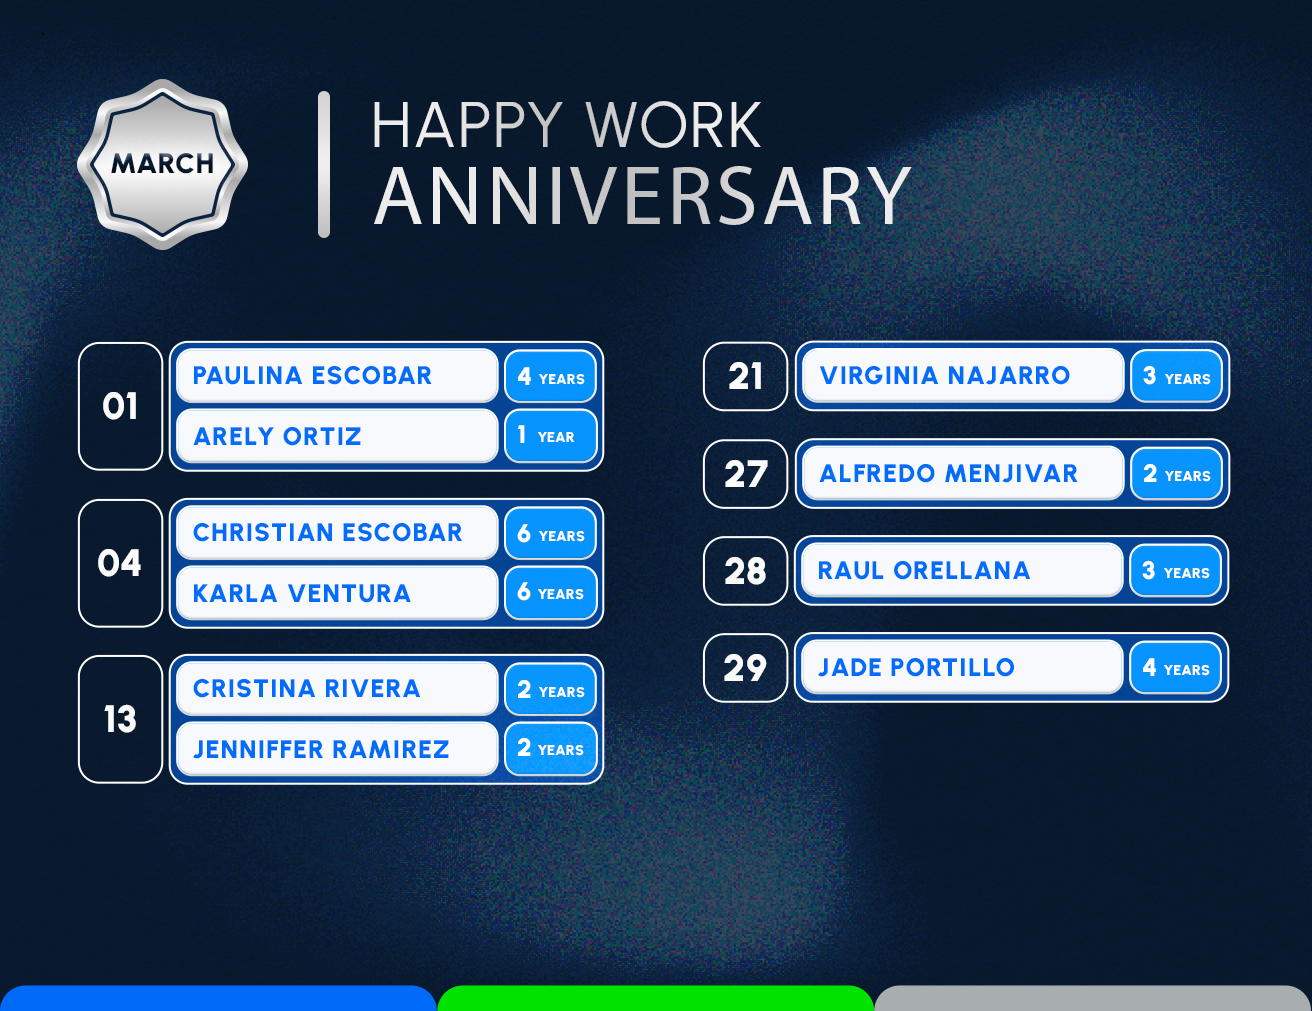 MARCH
HAPPY WORK
ANNIVERSARY
01
PAULINA ESCOBAR 4 YEARS
ARELY ORTIZ 1 YEAR
04
CHRISTIAN ESCOBAR 6 YEARS
KARLA VENTURA 6 YEARS
13
CRISTINA RIVERA 2 YEARS
JENNIFFER RAMIREZ 2 YEARS
21
VIRGINIA NAJARRO 3 YEARS
27
ALFREDO MENJIVAR 2 YEARS
28
RAUL ORELLANA 3 YEARS
29
JADE PORTILLO 4 YEARS